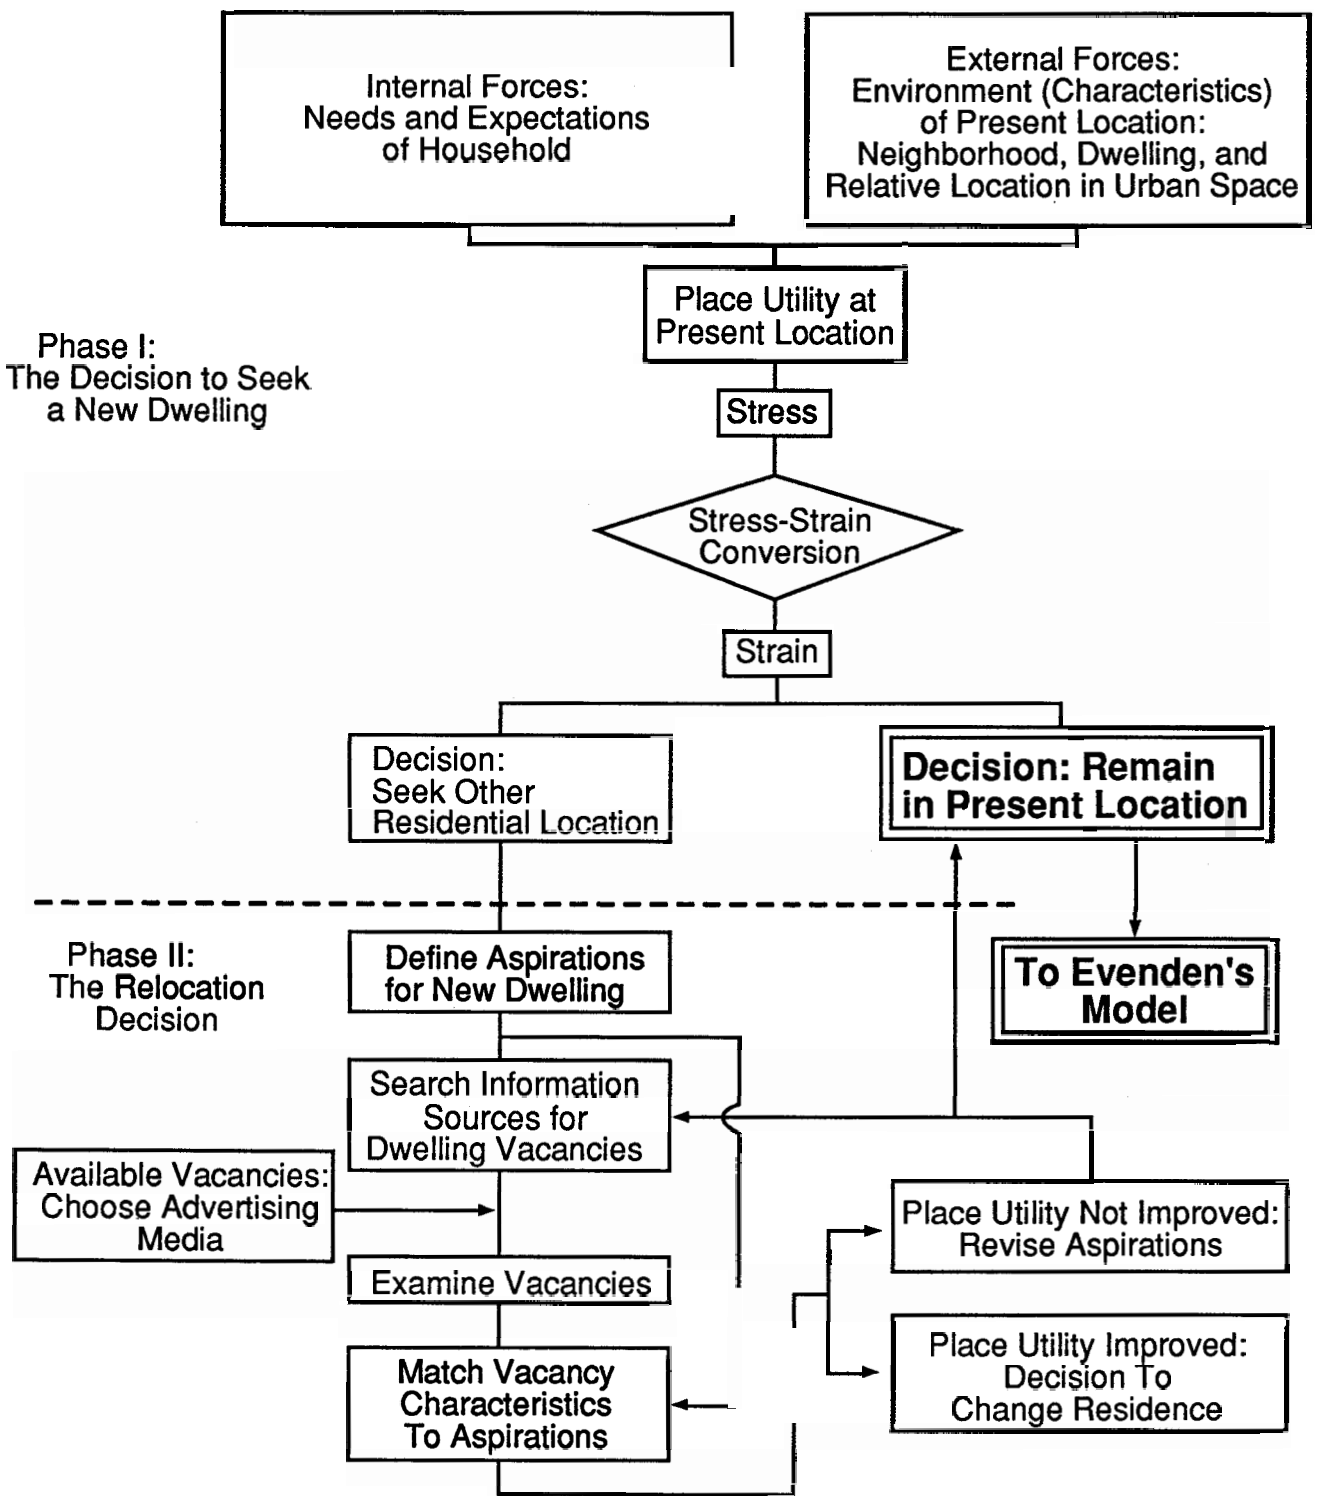 Internal Forces:
Needs and Expectations
of Household
External Forces:
Environment (Characteristics)
of Present Location:
Neighborhood, Dwelling, and
Relative Location in Urban Space
Place Utility at
Present Location
Phase I:
The Decision to Seek
a New Dwelling
Stress
Stress-Strain
Conversion
Strain
Decision:
Seek Other
Residential Location
Decision: Remain
in Present Location
Phase II:
The Relocation
Decision
Define Aspirations
for New Dwelling
To Evenden's
Model
Search Information
Sources for
Dwelling Vacancies
Available Vacancies:
Choose Advertising
Media
Place Utility Not Improved:
Revise Aspirations
Examine Vacancies
Place Utility Improved:
Decision To
Change Residence
Match Vacancy
Characteristics
To Aspirations